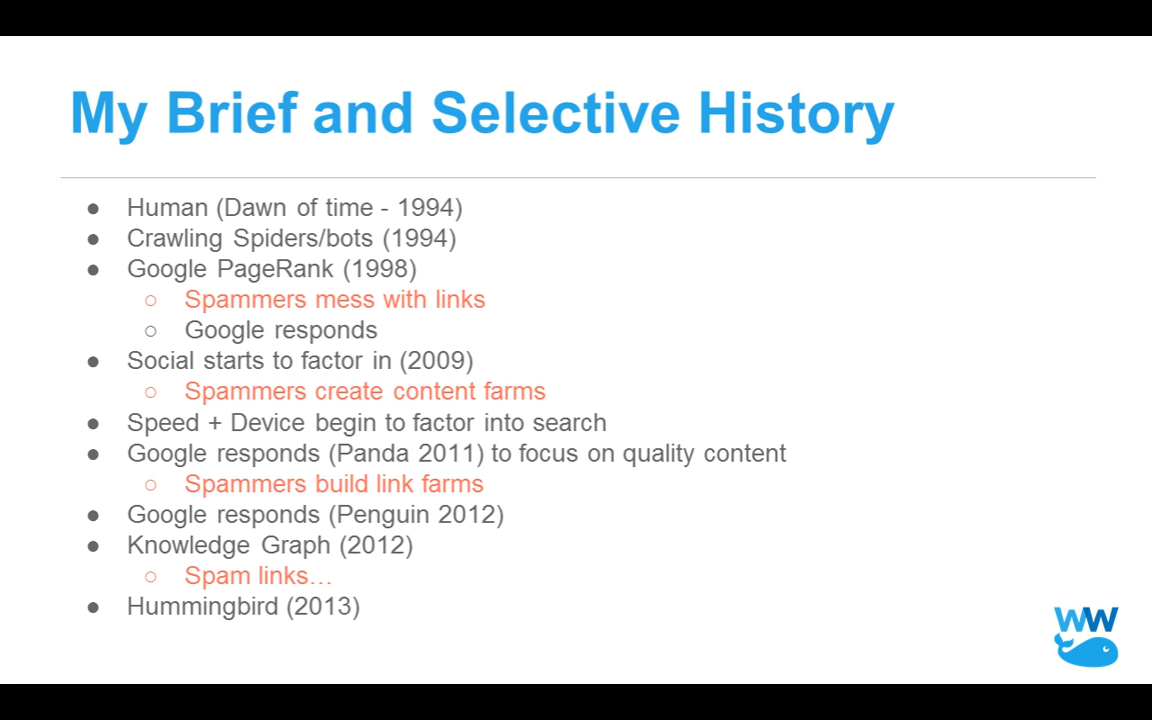 My Brief and Selective History
● Human (Dawn of time - 1994)
● Crawling Spiders/bots (1994)
● Google PageRank (1998)
○ Spammers mess with links
○ Google responds
● Social starts to factor in (2009)
○ Spammers create content farms
● Speed + Device begin to factor into search
● Google responds (Panda 2011) to focus on quality content
○ Spammers build link farms
● Google responds (Penguin 2012)
● Knowledge Graph (2012)
○ Spam links…
● Hummingbird (2013)
WW